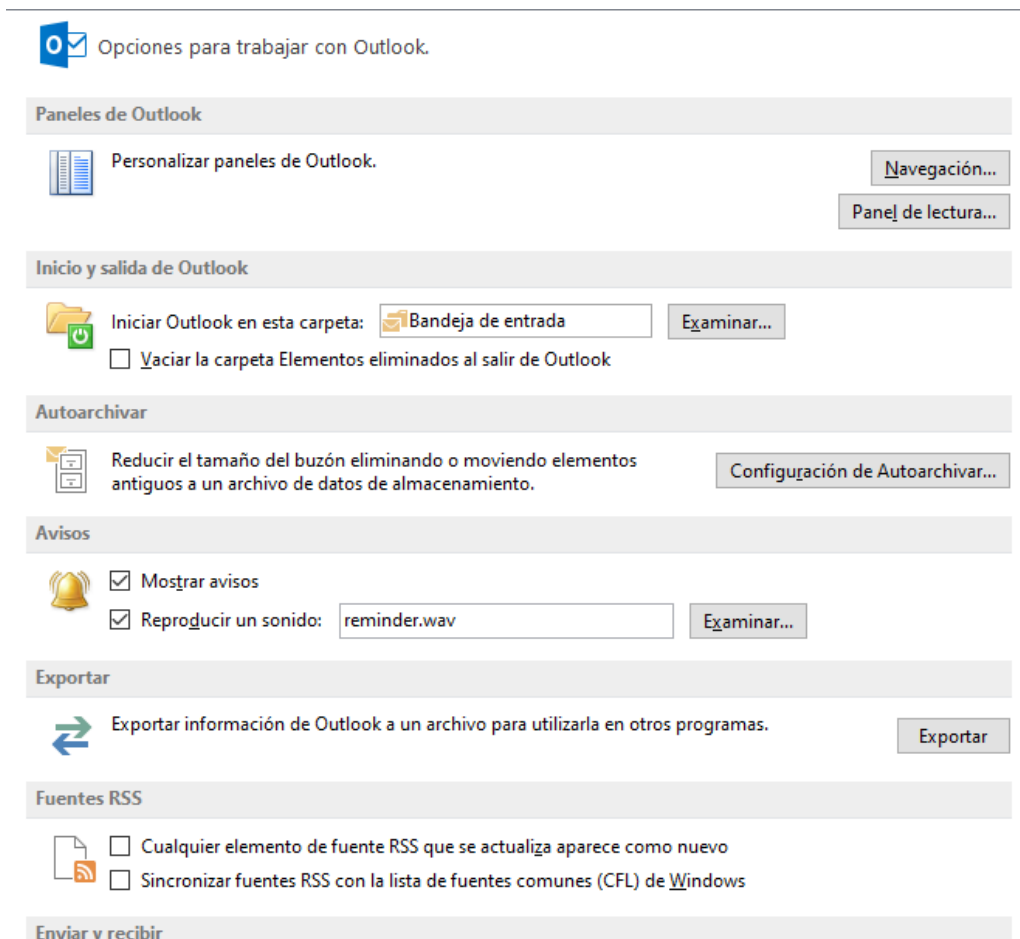 Opciones para trabajar con Outlook.
Paneles de Outlook
Personalizar paneles de Outlook.
Navegación...
Panel de lectura...
Inicio y salida de Outlook
Iniciar Outlook en esta carpeta: Bandeja de entrada Examinar...
Vaciar la carpeta Elementos eliminados al salir de Outlook
Autoarchivar
Reducir el tamaño del buzón eliminando o moviendo elementos
antiguos a un archivo de datos de almacenamiento.
Configuración de Autoarchivar...
Avisos
Mostrar avisos
Reproducir un sonido: reminder.wav Examinar...
Exportar
Exportar información de Outlook a un archivo para utilizarla en otros programas.
Exportar
Fuentes RSS
Cualquier elemento de fuente RSS que se actualiza aparece como nuevo
Sincronizar fuentes RSS con la lista de fuentes comunes (CFL) de Windows
Enviar y recibir